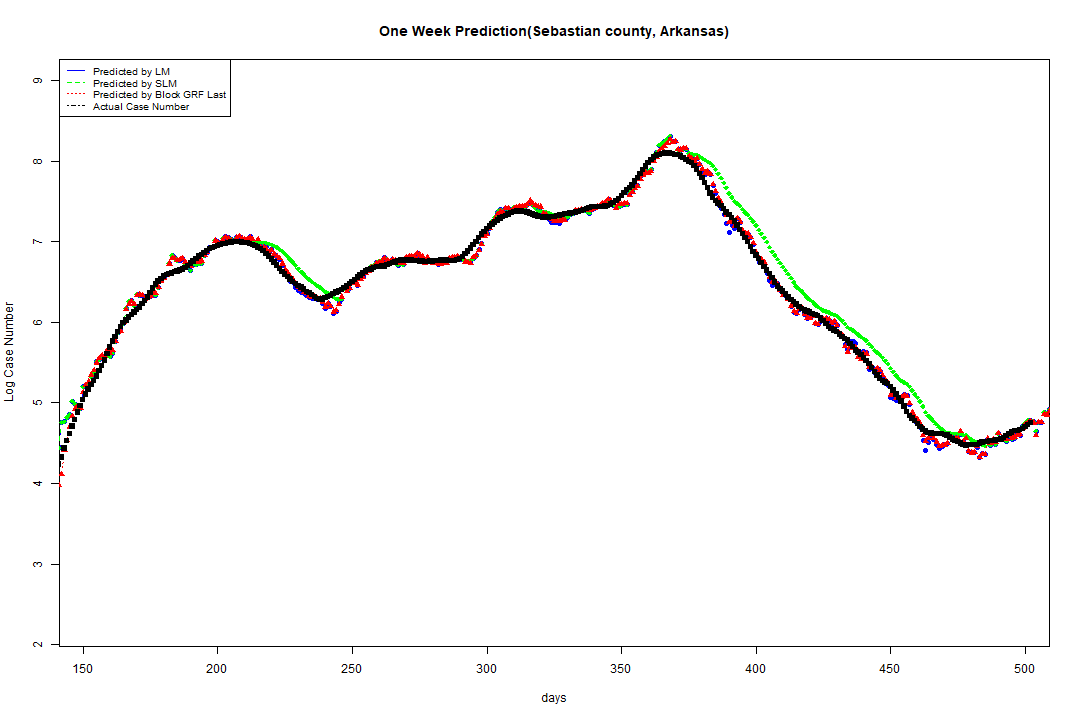 One Week Prediction(Sebastian county, Arkansas)
Predicted by LM
Predicted by SLM
Predicted by Block GRF Last
Actual Case Number
Log Case Number
9
8
7
6
5
4
3
2
150 200 250 300 350 400 450 500
days